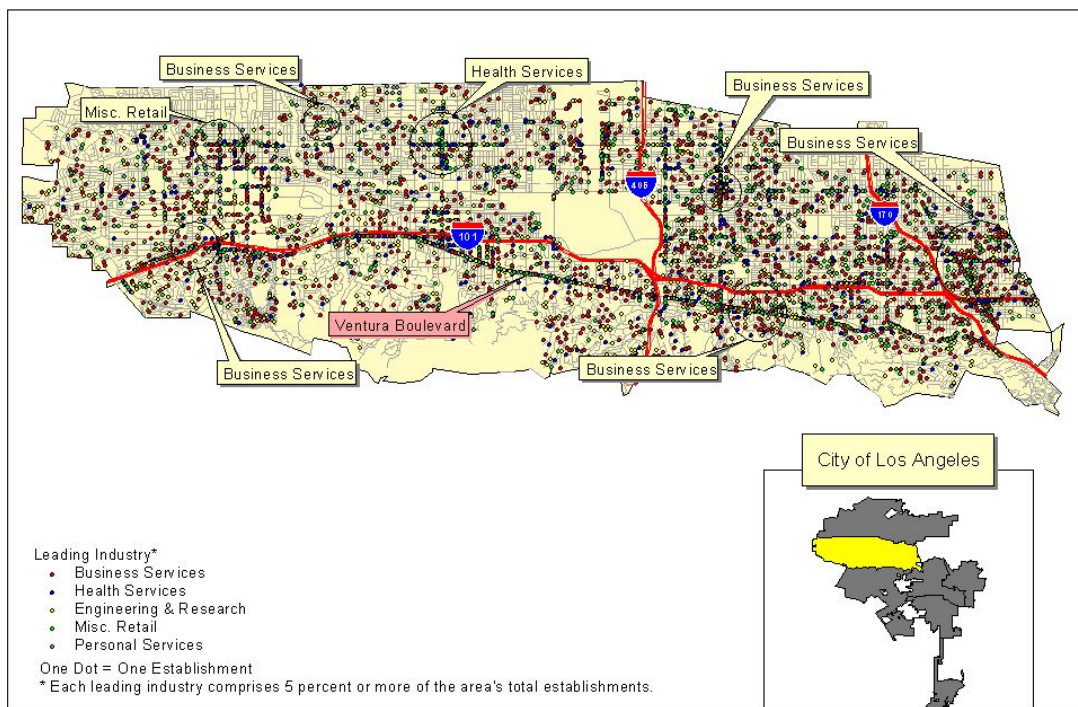 Business Services
Health Services
Business Services
Misc. Retail
Business Services
405
170
101
Ventura Boulevard
Business Services
Business Services
City of Los Angeles
Leading Industry*
Business Services
Health Services
Engineering & Research
Misc. Retail
Personal Services
One Dot = One Establishment
* Each leading industry comprises 5 percent or more of the area's total establishments.